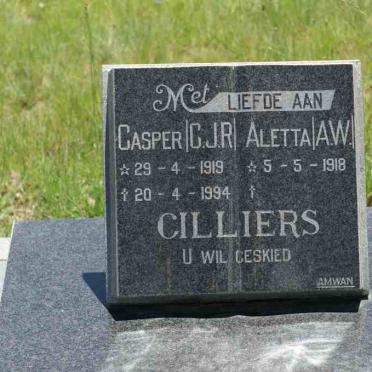 Met LIEFDE AAN
CASPER (C.J.R) ALETTA (A.W.)
☆ 29 - 4 - 1919 ☆ 5 - 5 - 1918
† 20 - 4 - 1994 †
CILLIERS
U WIL GESKIED
AMWAN